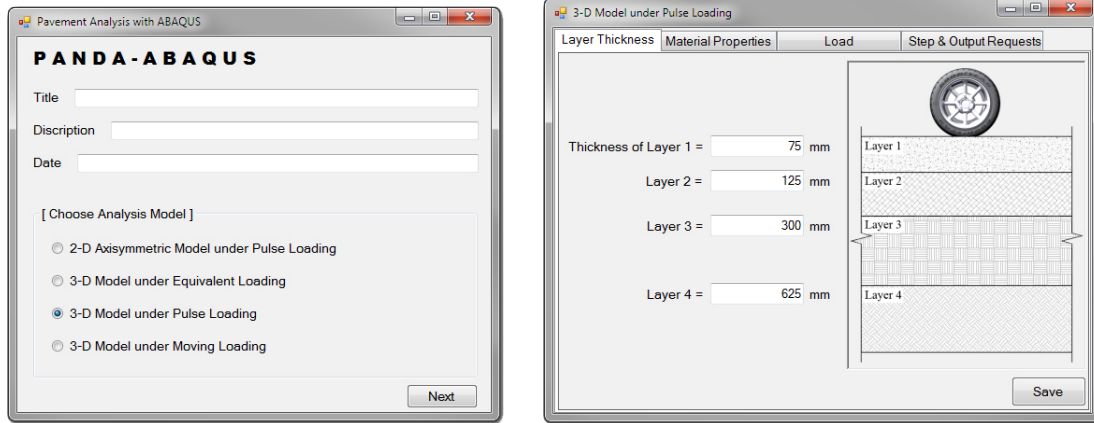 Pavement Analysis with ABAQUS
PANDA-ABAQUS
Title
Discription
Date
[ Choose Analysis Model ]
2-D Axisymmetric Model under Pulse Loading
3-D Model under Equivalent Loading
3-D Model under Pulse Loading
3-D Model under Moving Loading
Next
3-D Model under Pulse Loading
Layer Thickness Material Properties Load Step & Output Requests
Thickness of Layer 1 = 75 mm
Layer 2 = 125 mm
Layer 3 = 300 mm
Layer 4 = 625 mm
Layer 1
Layer 2
Layer 3
Layer 4
Save